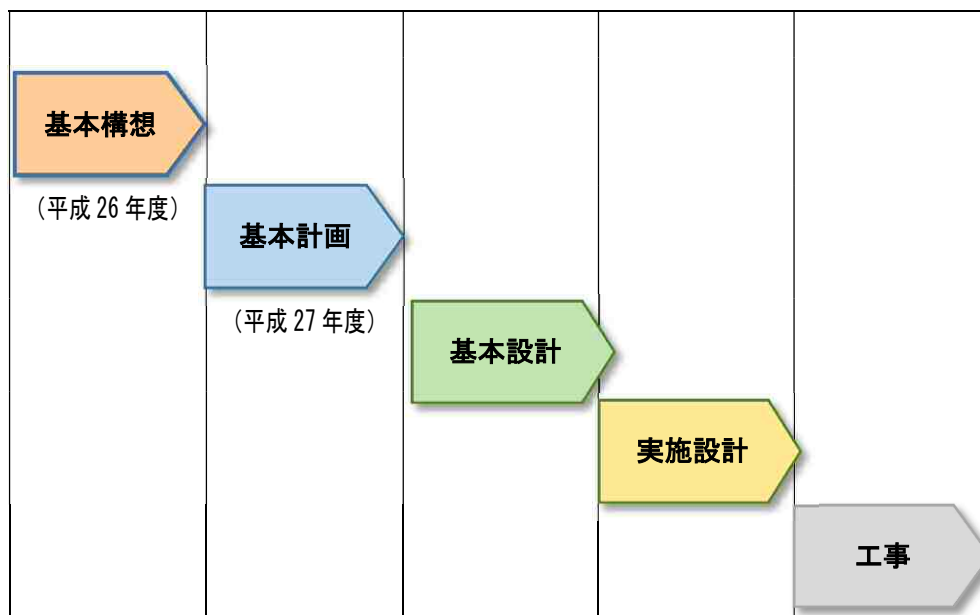 基本構想
（平成 26 年度）
基本計画
（平成 27 年度）
基本設計
実施設計
工事